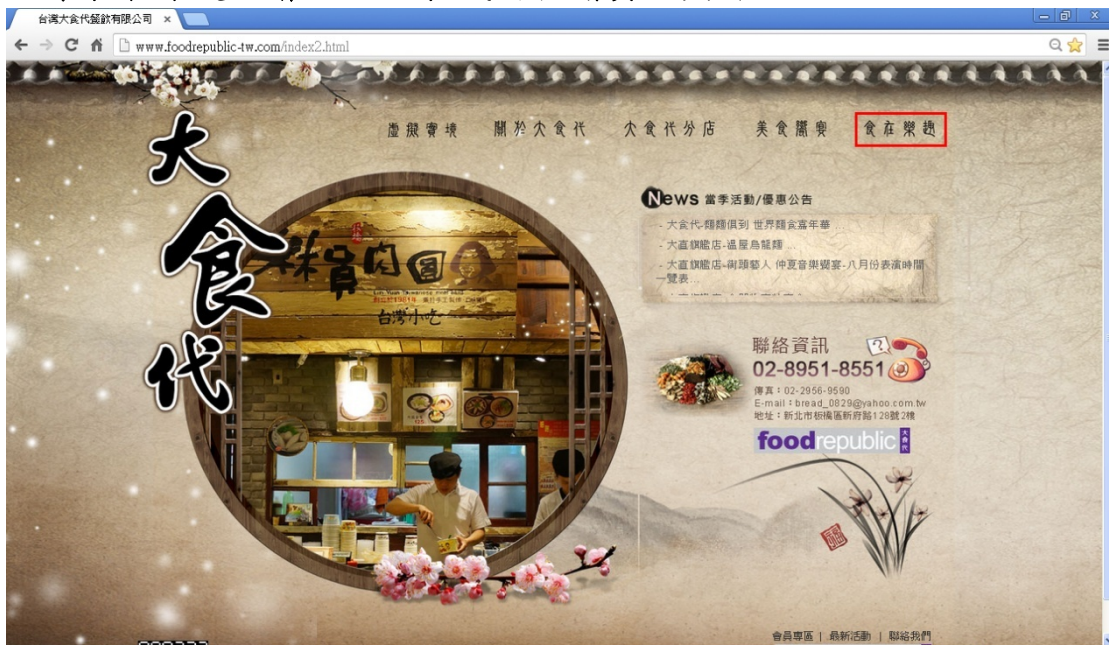 台灣大食代餐飲有限公司
www.foodrepublic-tw.com/index2.html
虛擬實境 關於大食代 大食代分店 美食饗宴 食在樂趣
大食代
News 當季活動/優惠公告
- 大食代-麵麵俱到 世界麵食嘉年華
- 大直旗艦店-溫屋烏龍麵 ...
- 大直旗艦店-街頭藝人 仲夏音樂饗宴-八月份表演時間
一覽表...
林員肉圓
台灣小吃
聯絡資訊
02-8951-8551
傳真：02-2956-9590
E-mail：bread_0829@yahoo.com.tw
地址：新北市板橋區新府路128號2樓
foodrepublic 大食代
會員專區 | 最新活動 | 聯絡我們